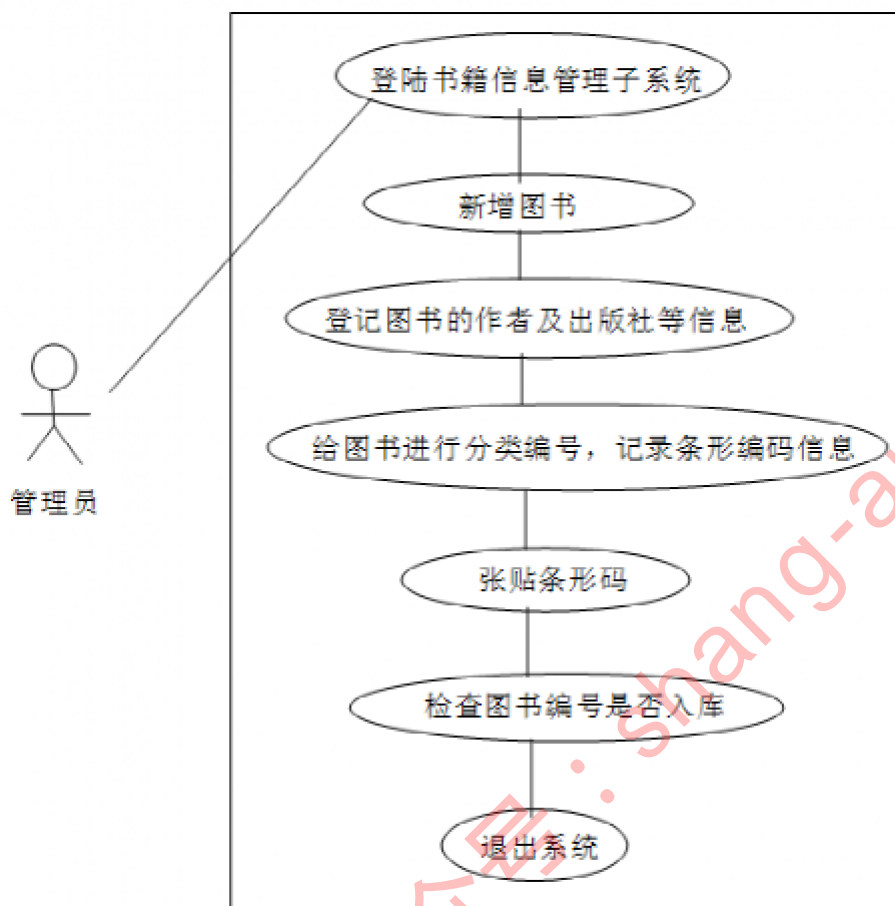 登陆书籍信息管理子系统
新增图书
登记图书的作者及出版社等信息
给图书进行分类编号，记录条形编码信息
管理员
张贴条形码
检查图书编号是否入库
退出系统
号：shang-a